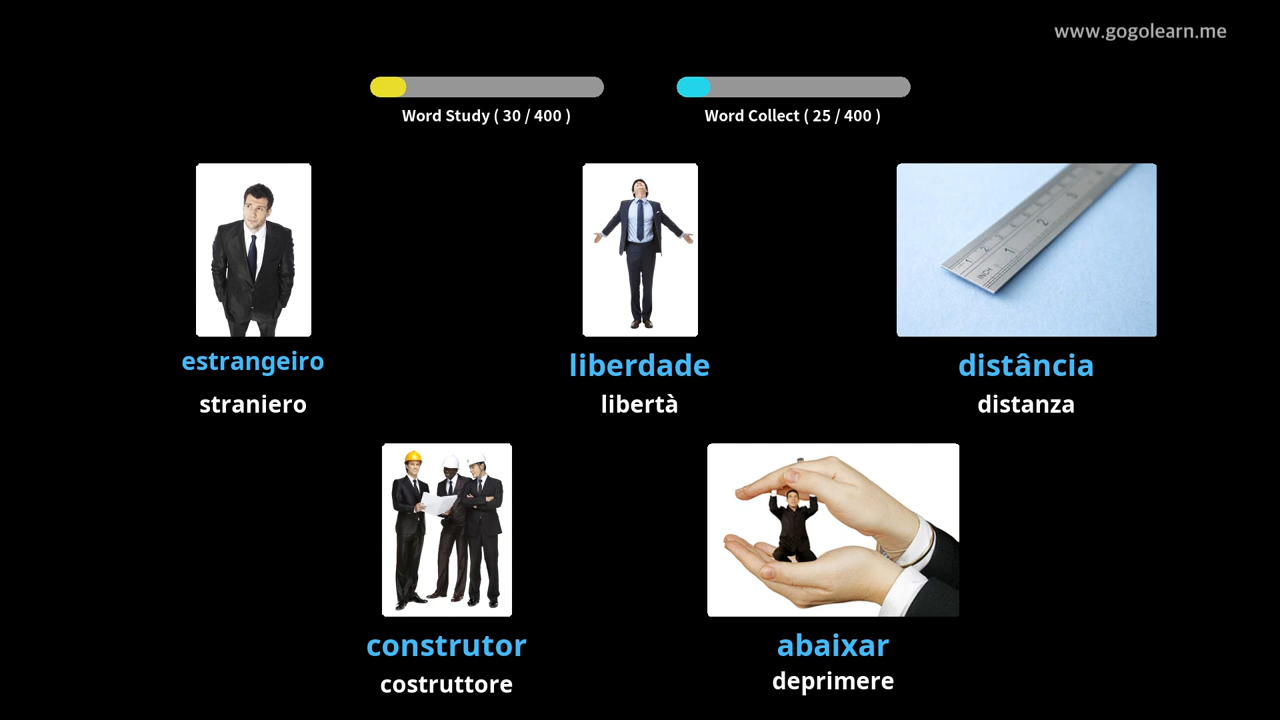 www.gogolearn.me
Word Study ( 30 / 400 )
Word Collect ( 25 / 400 )
estrangeiro
straniero
liberdade
libertà
distância
distanza
construtor
costruttore
abaixar
deprimere